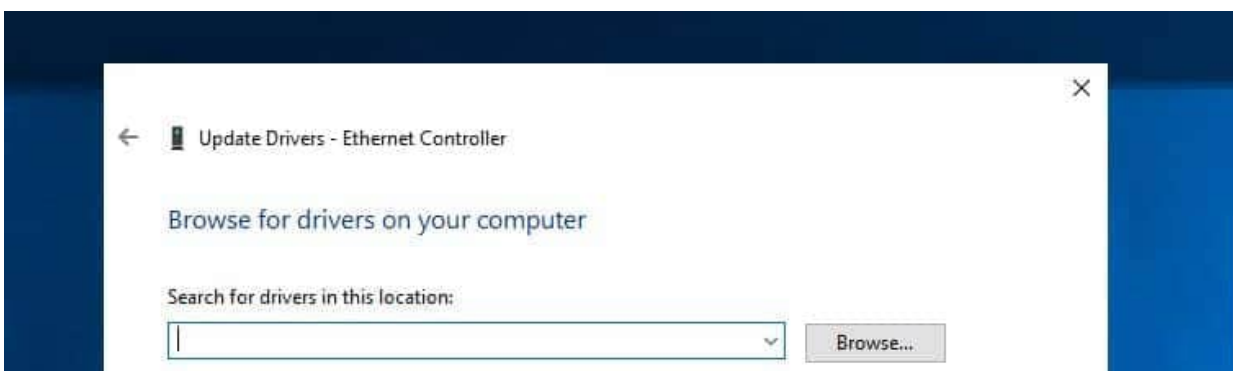 Update Drivers - Ethernet Controller
Browse for drivers on your computer
Search for drivers in this location:
Browse...